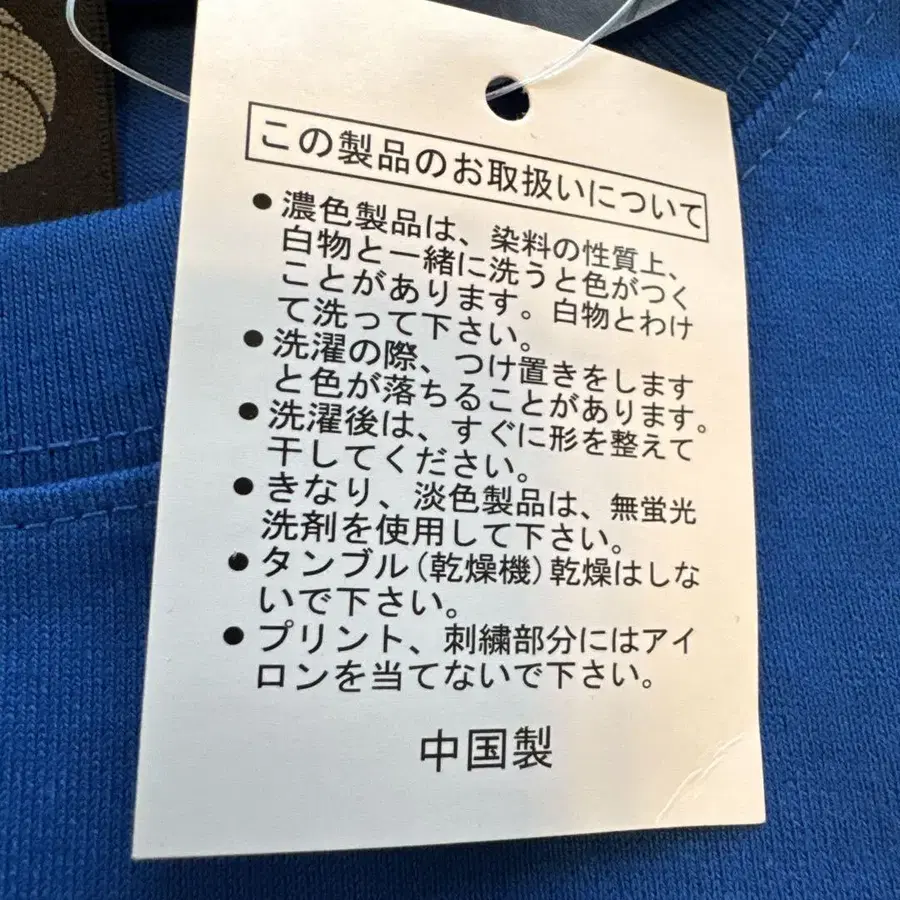 この製品のお取扱いについて
● 濃色製品は、染料の性質上、
白物と一緒に洗うと色がつく
ことがあります。白物とわけ
て洗って下さい。
● 洗濯の際、つけ置きをします
と色が落ちることがあります。
● 洗濯後は、すぐに形を整えて
干してください。
● きなり、淡色製品は、無蛍光
洗剤を使用して下さい。
● タンブル(乾燥機)乾燥はしな
いで下さい。
● プリント、刺繍部分にはアイ
ロンを当てないで下さい。
中国製